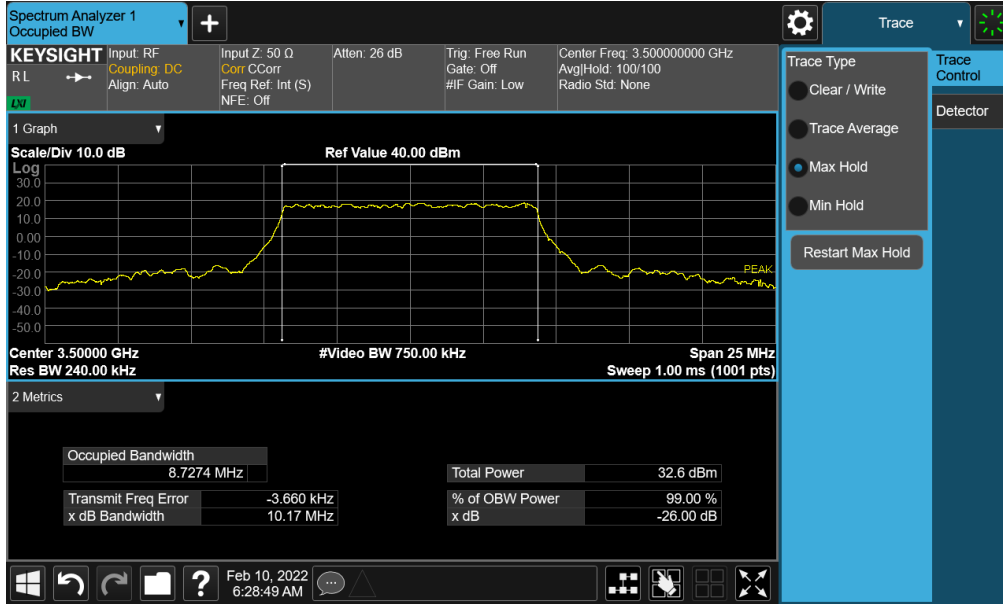 Spectrum Analyzer 1
Occupied BW
Trace
KEYSIGHT
RL
LXI
Input: RF
Coupling: DC
Align: Auto
Input Z: 50 Ω
Corr CCorr
Freq Ref: Int (S)
NFE: Off
Atten: 26 dB
Trig: Free Run
Gate: Off
#IF Gain: Low
Center Freq: 3.500000000 GHz
Avg|Hold: 100/100
Radio Std: None
Trace Type
Clear / Write
Trace Average
Max Hold
Min Hold
Restart Max Hold
Trace
Control
Detector
1 Graph
Scale/Div 10.0 dB
Ref Value 40.00 dBm
Log
30.0
20.0
10.0
0.00
-10.0
-20.0
-30.0
-40.0
-50.0
PEAK
Center 3.50000 GHz
#Video BW 750.00 kHz
Span 25 MHz
Res BW 240.00 kHz
Sweep 1.00 ms (1001 pts)
2 Metrics
Occupied Bandwidth
8.7274 MHz
Total Power 32.6 dBm
Transmit Freq Error -3.660 kHz
% of OBW Power 99.00 %
x dB Bandwidth 10.17 MHz
x dB -26.00 dB
?
Feb 10, 2022
6:28:49 AM